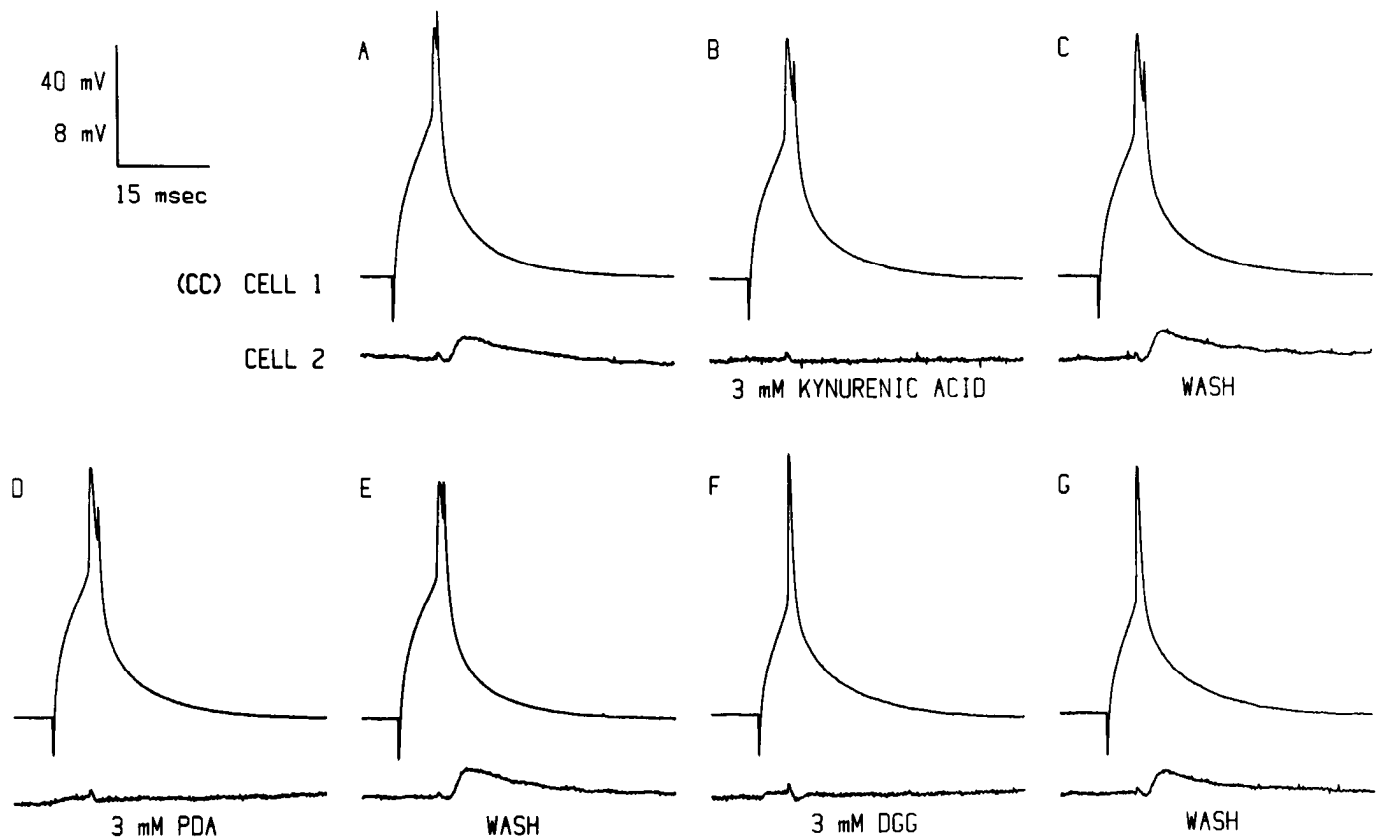 A
B
C
40 mV
8 mV
15 msec
(CC) CELL 1
CELL 2
3 mM KYNURENIC ACID
WASH
D
E
F
G
3 mM PDA
WASH
3 mM DGG
WASH